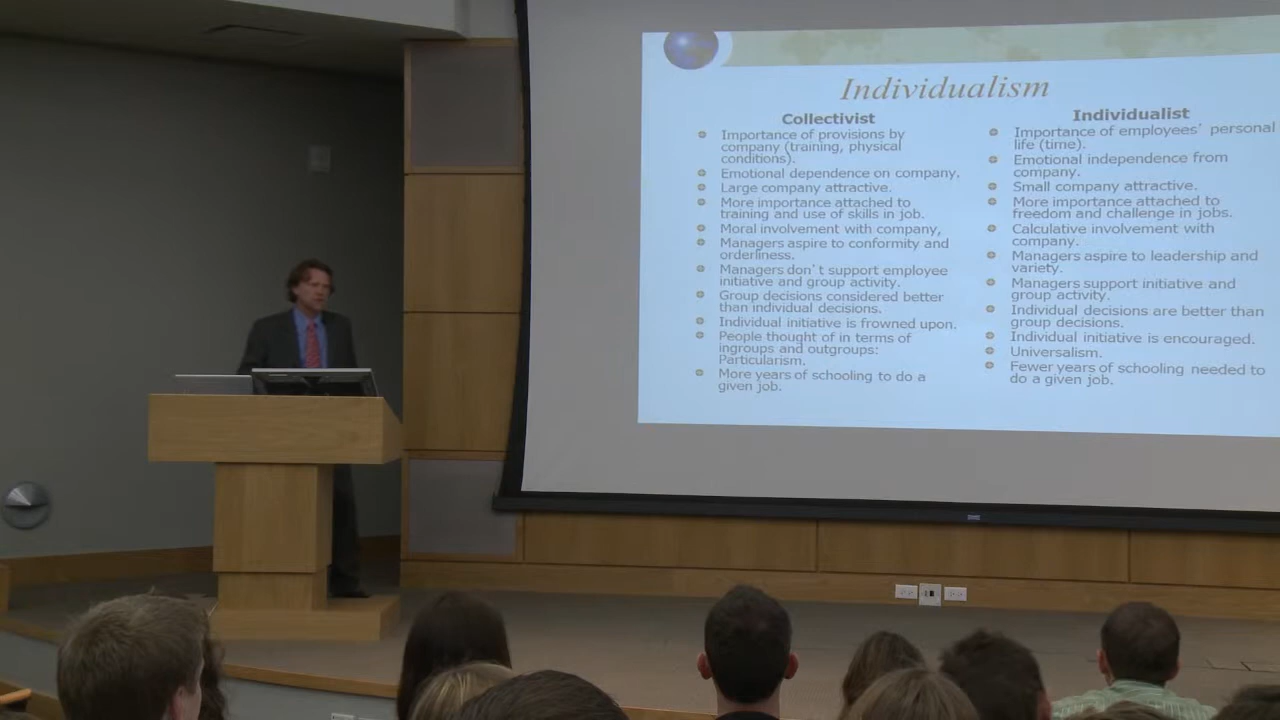 Individualism
Collectivist
Importance of provisions by
company (training, physical
conditions).
Emotional dependence on company.
Large company attractive.
More importance attached to
training and use of skills in job.
Moral involvement with company,
Managers aspire to conformity and
orderliness.
Managers don't support employee
initiative and group activity.
Group decisions considered better
than individual decisions.
Individual initiative is frowned upon.
People thought of in terms of
ingroups and outgroups:
Particularism.
More years of schooling to do a
given job.
Individualist
Importance of employees' personal
life (time).
Emotional independence from
company.
Small company attractive.
More importance attached to
freedom and challenge in jobs.
Calculative involvement with
company.
Managers aspire to leadership and
variety.
Managers support initiative and
group activity.
Individual decisions are better than
group decisions.
Individual initiative is encouraged.
Universalism.
Fewer years of schooling needed to
do a given job.